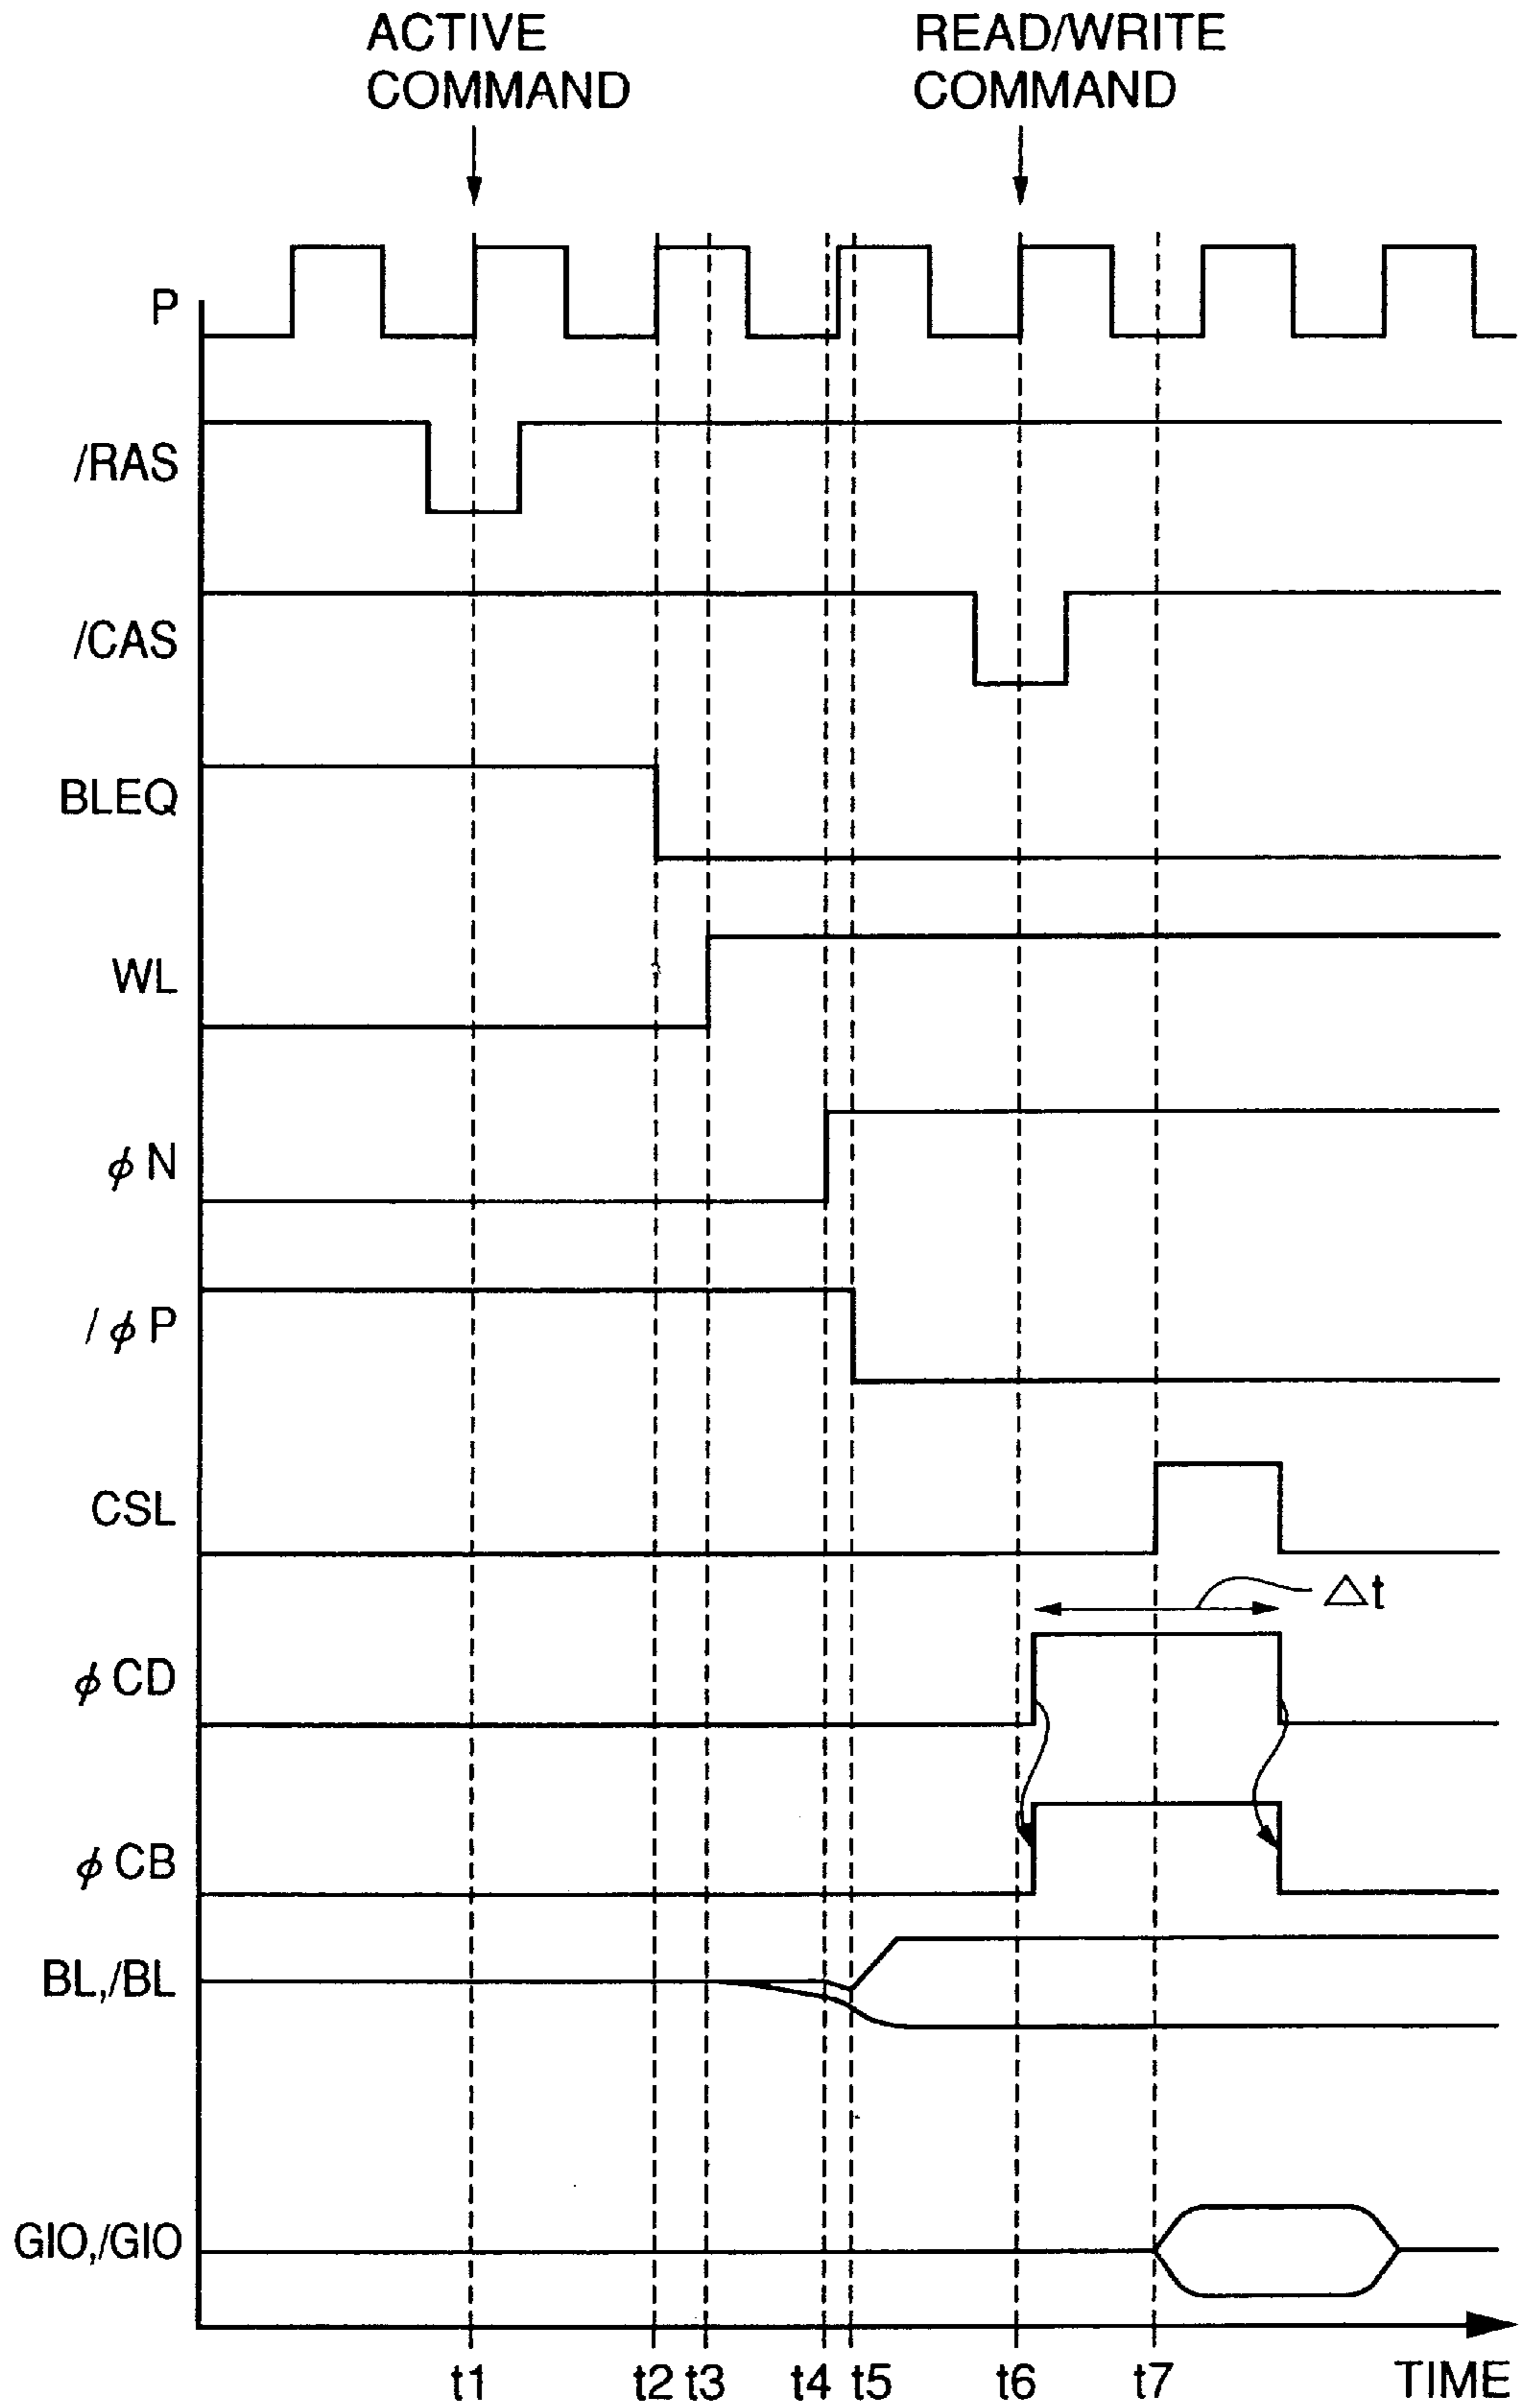 ACTIVE
COMMAND
READ/WRITE
COMMAND
P
/RAS
/CAS
BLEQ
WL
ϕN
/ϕP
CSL
Δt
ϕCD
ϕCB
BL,/BL
GIO,/GIO
t1 t2 t3 t4 t5 t6 t7 TIME